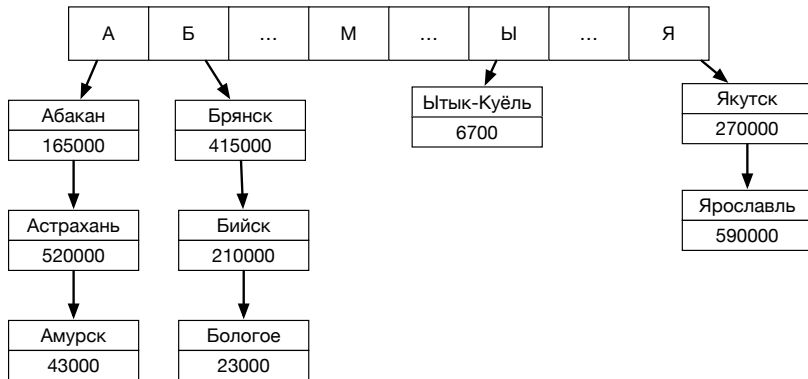 А Б ... М ... Ы ... Я
Абакан
165000
Астрахань
520000
Амурск
43000
Брянск
415000
Бийск
210000
Бологое
23000
Ытык-Куёль
6700
Якутск
270000
Ярославль
590000